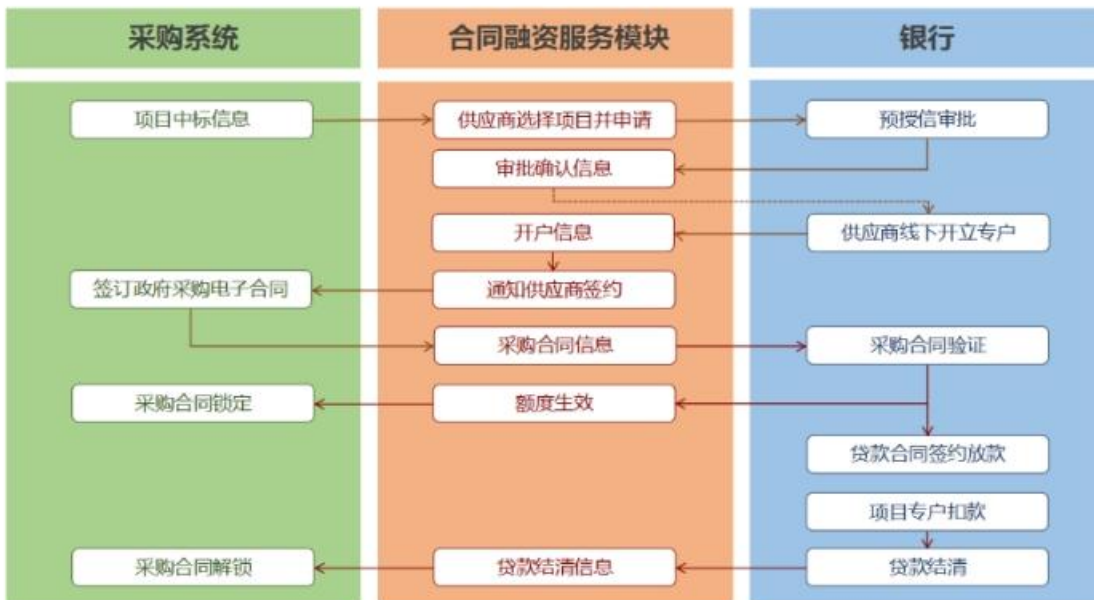 采购系统
合同融资服务模块
银行
项目中标信息
供应商选择项目并申请
预授信审批
审批确认信息
开户信息
供应商线下开立专户
签订政府采购电子合同
通知供应商签约
采购合同信息
采购合同验证
采购合同锁定
额度生效
贷款合同签约放款
项目专户扣款
采购合同解锁
贷款结清信息
贷款结清